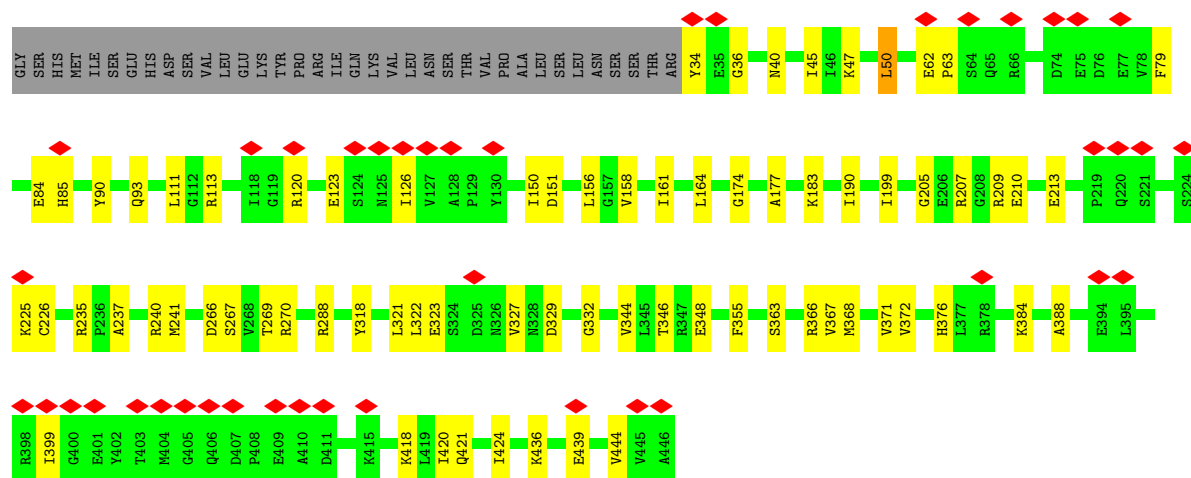 GLY SER HIS MET ILE SER GLU HIS ASP SER VAL LEU GLU LYS TYR PRO ARG ILE GLN LYS VAL LEU ASN SER THR VAL PRO ALA LEU SER LEU ASN SER SER THR ARG Y34 E35 G36 N40 I45 I46 K47 L50 E62 P63 S64 Q65 R66 D74 E75 D76 E77 V78 F79
E84 H85 Y90 Q93 L111 G112 R113 I118 G119 R120 E123 S124 N125 I126 V127 A128 P129 Y130 I150 D151 L156 G157 V158 I161 L164 G174 A177 K183 I190 I199 G205 E206 R207 G208 R209 E210 E213 P219 Q220 S221 S224
K225 C226 R235 P236 A237 R240 M241 D266 S267 V268 T269 R270 R288 Y318 L321 L322 E323 S324 D325 N326 V327 N328 D329 G332 V344 L345 T346 R347 E348 F355 S363 R366 V367 M368 V371 V372 H376 L377 R378 K384 A388 E394 L395
R398 I399 G400 E401 Y402 T403 M404 G405 Q406 D407 P408 E409 A410 D411 K415 K418 L419 I420 Q421 I424 K436 E439 V444 V445 A446